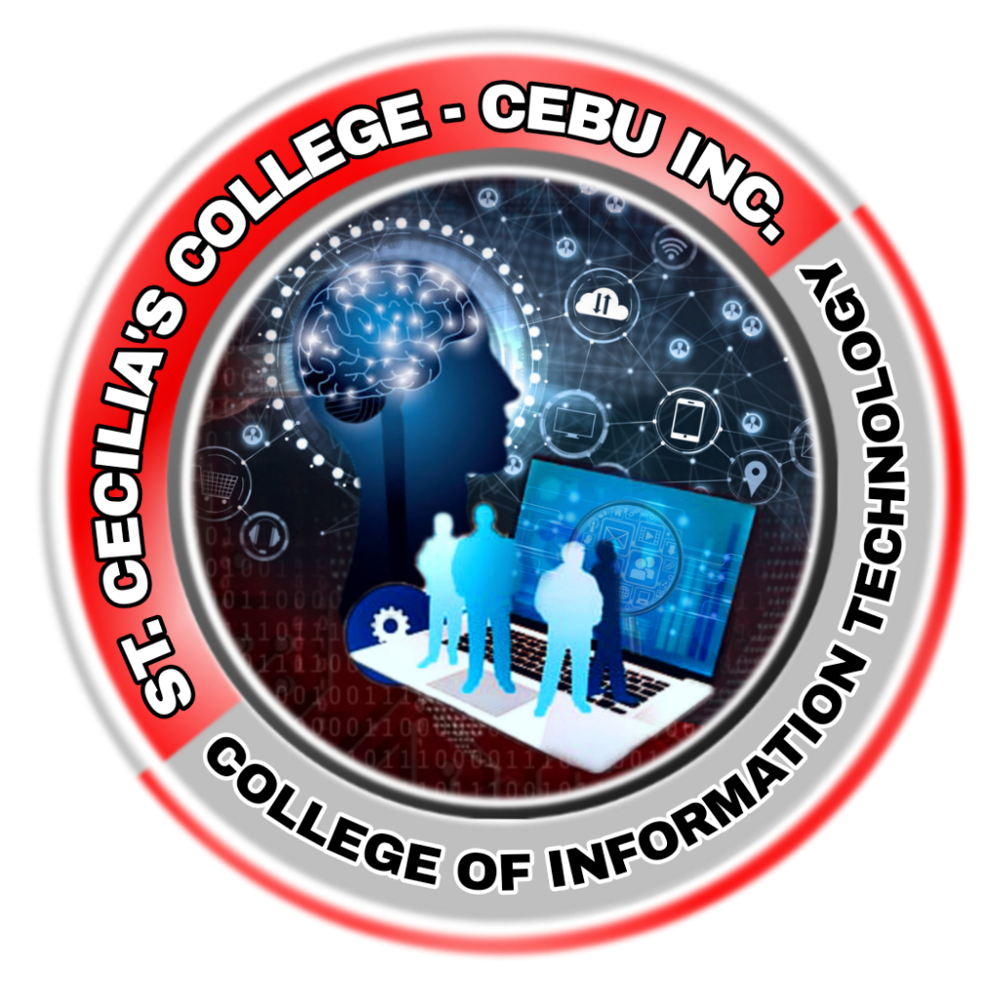 ST. CECILIA'S COLLEGE - CEBU INC.
COLLEGE OF INFORMATION TECHNOLOGY